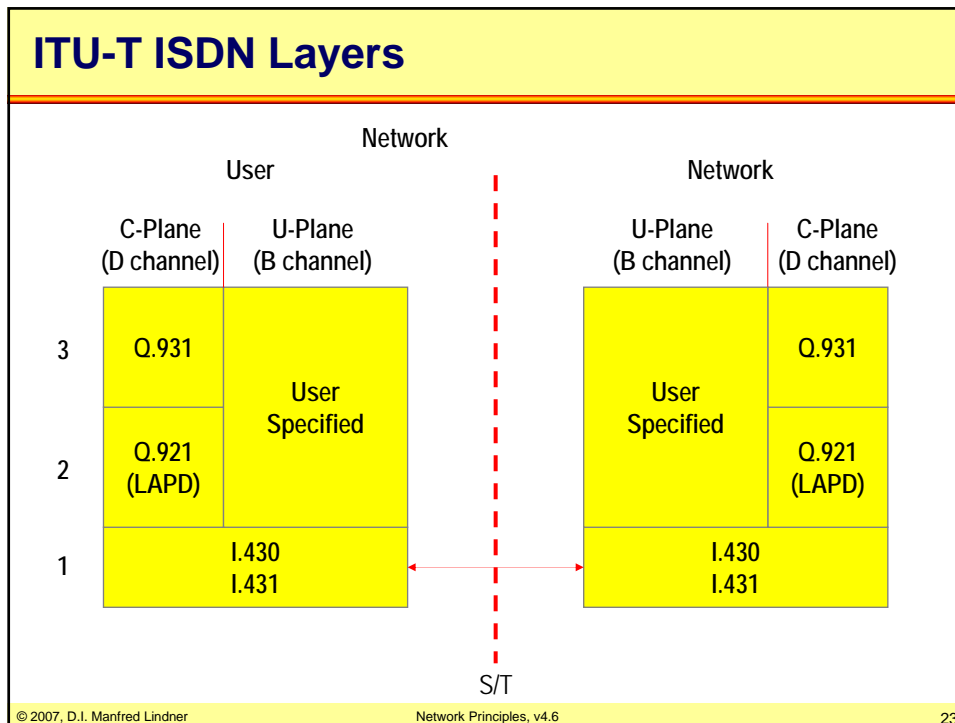 ITU-T ISDN Layers
Network
User
Network
C-Plane
(D channel)
U-Plane
(B channel)
U-Plane
(B channel)
C-Plane
(D channel)
3
Q.931
User
Specified
User
Specified
Q.931
2
Q.921
(LAPD)
Q.921
(LAPD)
1
I.430
I.431
I.430
I.431
S/T
© 2007, D.I. Manfred Lindner
Network Principles, v4.6
23